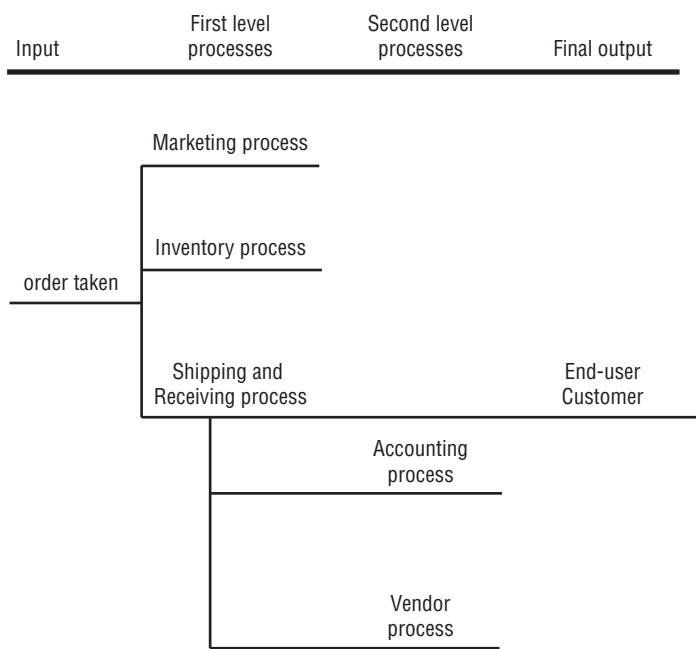 Input
First level
processes
Second level
processes
Final output
Marketing process
Inventory process
order taken
Shipping and
Receiving process
End-user
Customer
Accounting
process
Vendor
process